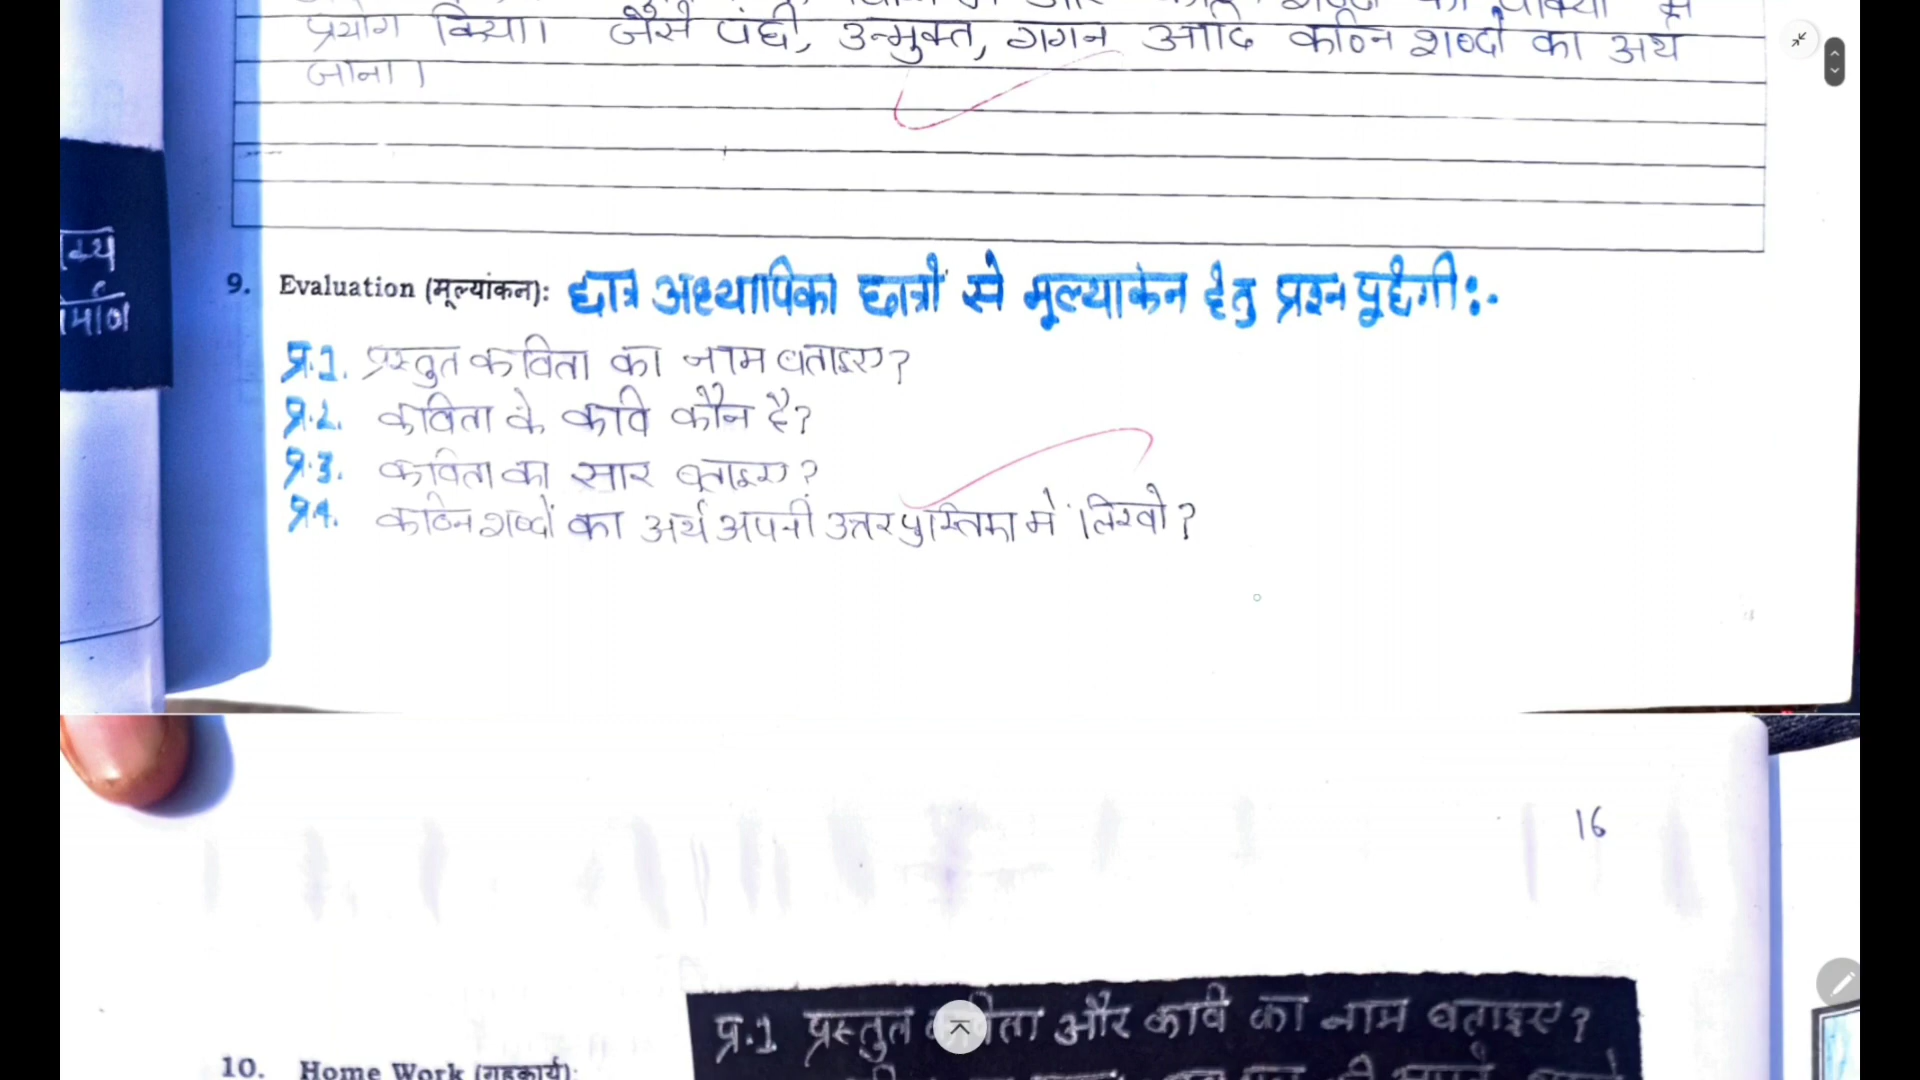 प्रयोग किया। जैसे पंछी, उन्मुक्त, गगन आदि कठिन शब्दों का अर्थ
जाना।
9. Evaluation (मूल्यांकन): छात्र अध्यापिका छात्रों से मूल्याकंन हेतु प्रश्न पूछेगी:-
प्र.1. प्रस्तुत कविता का नाम बताइए?
प्र.2. कविता के कवि कौन है?
प्र.3. कविता का सार बताइए?
प्र.4. कठिन शब्दों का अर्थ अपनी उत्तरपुस्तिका में लिखो?
16
प्र.1 प्रस्तुत और कवि का नाम बताइए?
10. Home Work (गृहकार्य):